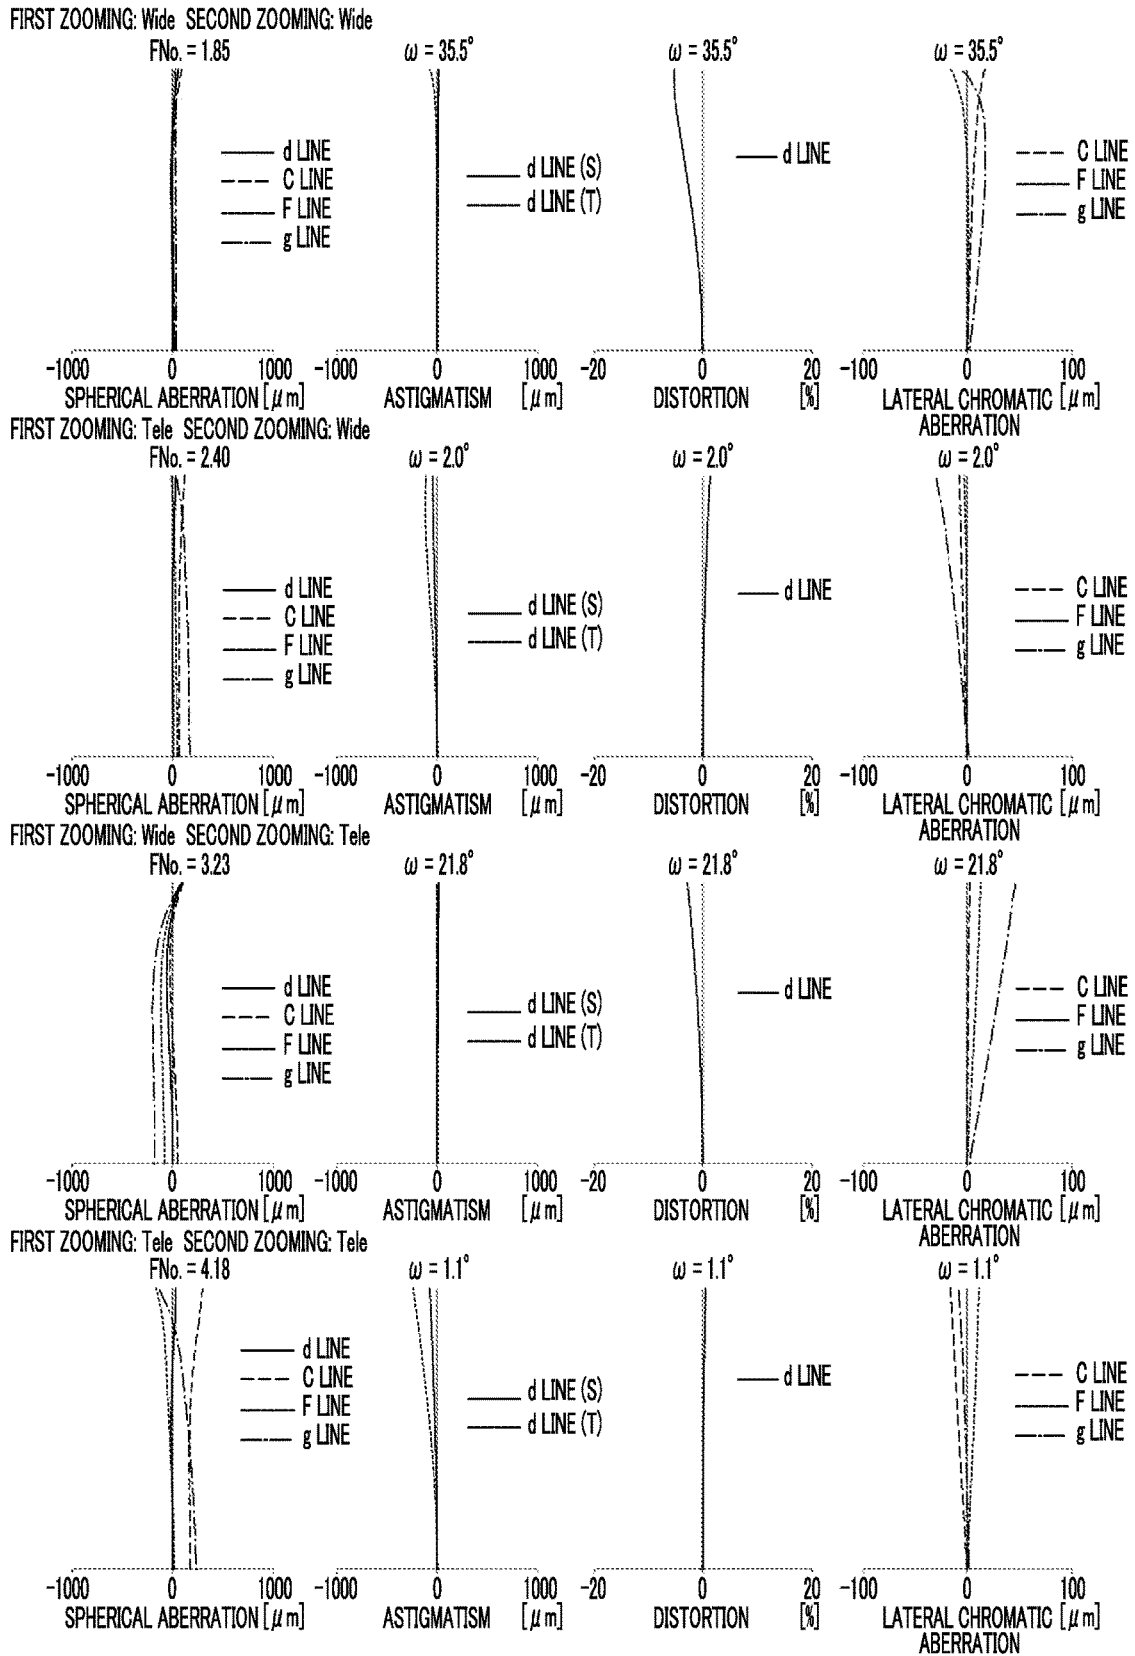 FIRST ZOOMING: Wide SECOND ZOOMING: Wide
FNo. = 1.85
ω = 35.5°
ω = 35.5°
ω = 35.5°
d LINE
C LINE
F LINE
g LINE
d LINE (S)
d LINE (T)
d LINE
C LINE
F LINE
g LINE
-1000 0 1000
-1000 0 1000
-20 0 20
-100 0 100
SPHERICAL ABERRATION [μm]
ASTIGMATISM [μm]
DISTORTION [%]
LATERAL CHROMATIC [μm]
ABERRATION
FIRST ZOOMING: Tele SECOND ZOOMING: Wide
FNo. = 2.40
ω = 2.0°
ω = 2.0°
ω = 2.0°
d LINE
C LINE
F LINE
g LINE
d LINE (S)
d LINE (T)
d LINE
C LINE
F LINE
g LINE
-1000 0 1000
-1000 0 1000
-20 0 20
-100 0 100
SPHERICAL ABERRATION [μm]
ASTIGMATISM [μm]
DISTORTION [%]
LATERAL CHROMATIC [μm]
ABERRATION
FIRST ZOOMING: Wide SECOND ZOOMING: Tele
FNo. = 3.23
ω = 21.8°
ω = 21.8°
ω = 21.8°
d LINE
C LINE
F LINE
g LINE
d LINE (S)
d LINE (T)
d LINE
C LINE
F LINE
g LINE
-1000 0 1000
-1000 0 1000
-20 0 20
-100 0 100
SPHERICAL ABERRATION [μm]
ASTIGMATISM [μm]
DISTORTION [%]
LATERAL CHROMATIC [μm]
ABERRATION
FIRST ZOOMING: Tele SECOND ZOOMING: Tele
FNo. = 4.18
ω = 1.1°
ω = 1.1°
ω = 1.1°
d LINE
C LINE
F LINE
g LINE
d LINE (S)
d LINE (T)
d LINE
C LINE
F LINE
g LINE
-1000 0 1000
-1000 0 1000
-20 0 20
-100 0 100
SPHERICAL ABERRATION [μm]
ASTIGMATISM [μm]
DISTORTION [%]
LATERAL CHROMATIC [μm]
ABERRATION